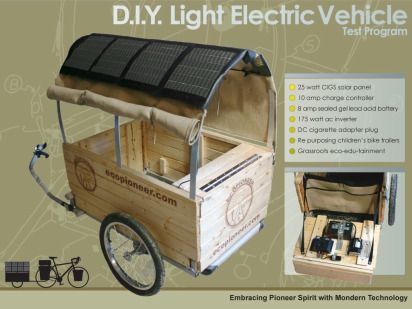 D.I.Y. Light Electric Vehicle
Test Program
25 watt CIGS solar panel
10 amp charge controller
8 amp sealed gel lead acid battery
175 watt ac inverter
DC cigarette adapter plug
Re purposing children's bike trailers
Grassroots eco-edu-tainment
ecopioneer.com
ecopioneer.com
Embracing Pioneer Spirit with Mondern Technology